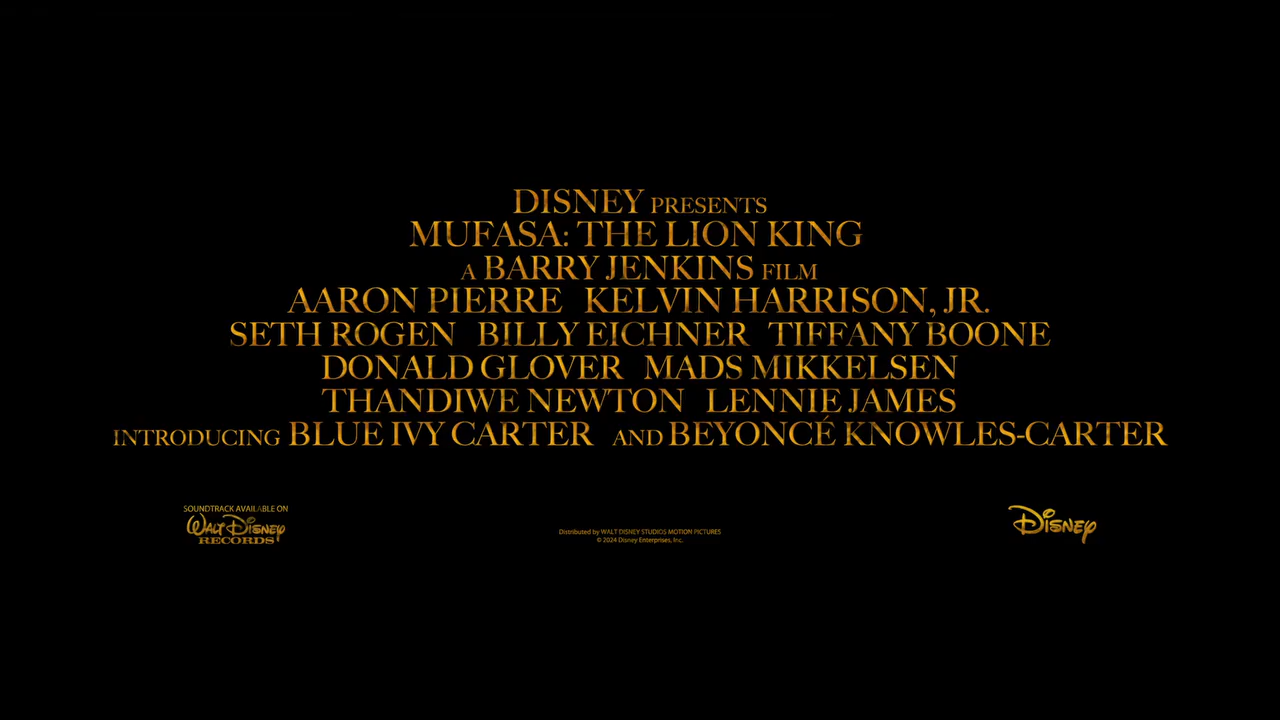 DISNEY PRESENTS
MUFASA: THE LION KING
A BARRY JENKINS FILM
AARON PIERRE KELVIN HARRISON, JR.
SETH ROGEN BILLY EICHNER TIFFANY BOONE
DONALD GLOVER MADS MIKKELSEN
THANDIWE NEWTON LENNIE JAMES
INTRODUCING BLUE IVY CARTER AND BEYONCÉ KNOWLES-CARTER
SOUNDTRACK AVAILABLE ON
WALT DISNEY
RECORDS
Distributed by WALT DISNEY STUDIOS MOTION PICTURES
© 2024 Disney Enterprises, Inc.
DISNEY